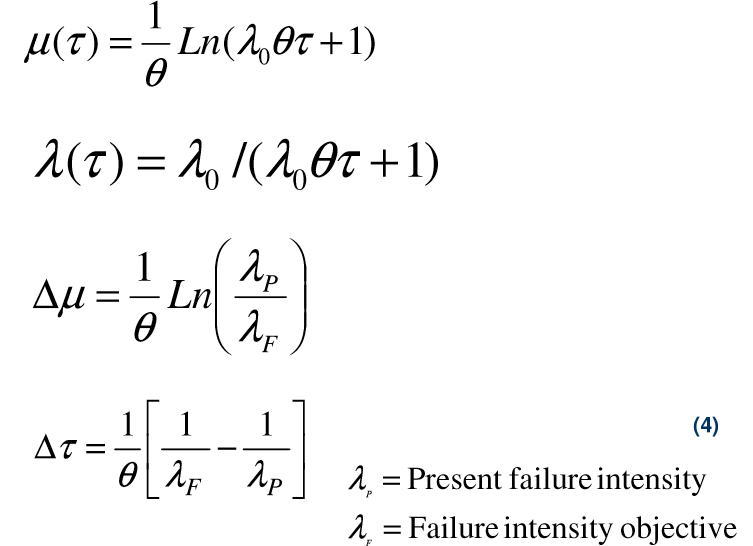 μ(τ) = 1/θ Ln(λ₀θτ + 1)
λ(τ) = λ₀ /(λ₀θτ + 1)
Δμ = 1/θ Ln(λ_P/λ_F)
Δτ = 1/θ [1/λ_F − 1/λ_P]
(4)
λ_P = Present failure intensity
λ_F = Failure intensity objective